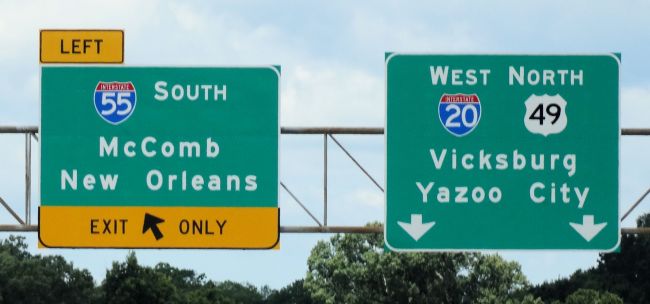 LEFT
INTERSTATE
55
SOUTH
McComb
New Orleans
EXIT ONLY
WEST NORTH
INTERSTATE
20 49
Vicksburg
Yazoo City